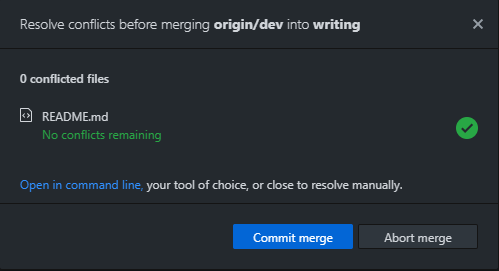 Resolve conflicts before merging origin/dev into writing
0 conflicted files
README.md
No conflicts remaining
Open in command line, your tool of choice, or close to resolve manually.
Commit merge
Abort merge